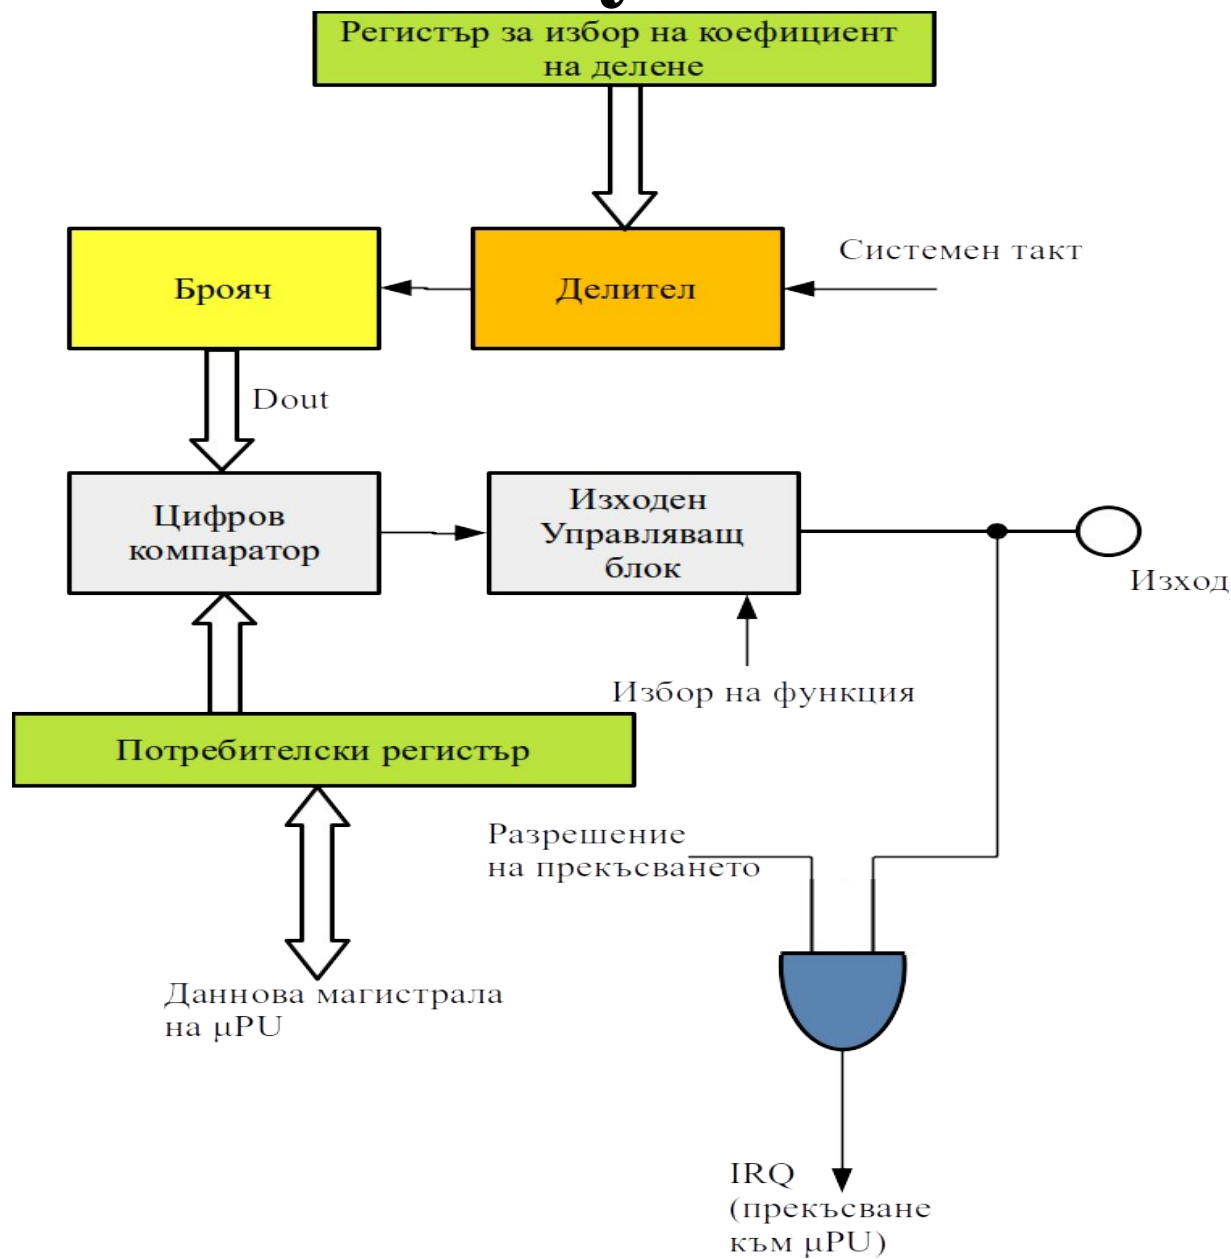 Регистър за избор на коефициент
на делене
Системен такт
Брояч
Делител
Dout
Цифров
компаратор
Изходен
Управляващ
блок
Изход
Избор на функция
Потребителски регистър
Разрешение
на прекъсването
Даннова магистрала
на μPU
IRQ
(прекъсване
към μPU)